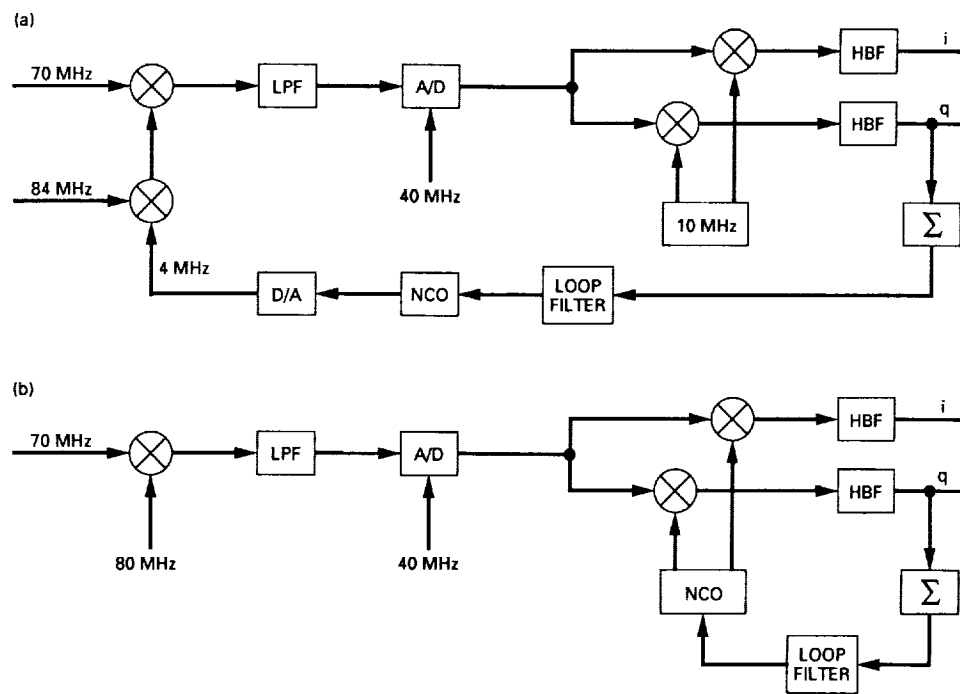 (a)
70 MHz
LPF
A/D
HBF
i
HBF
q
84 MHz
40 MHz
10 MHz
Σ
4 MHz
D/A
NCO
LOOP
FILTER
(b)
70 MHz
LPF
A/D
HBF
i
HBF
q
80 MHz
40 MHz
NCO
Σ
LOOP
FILTER